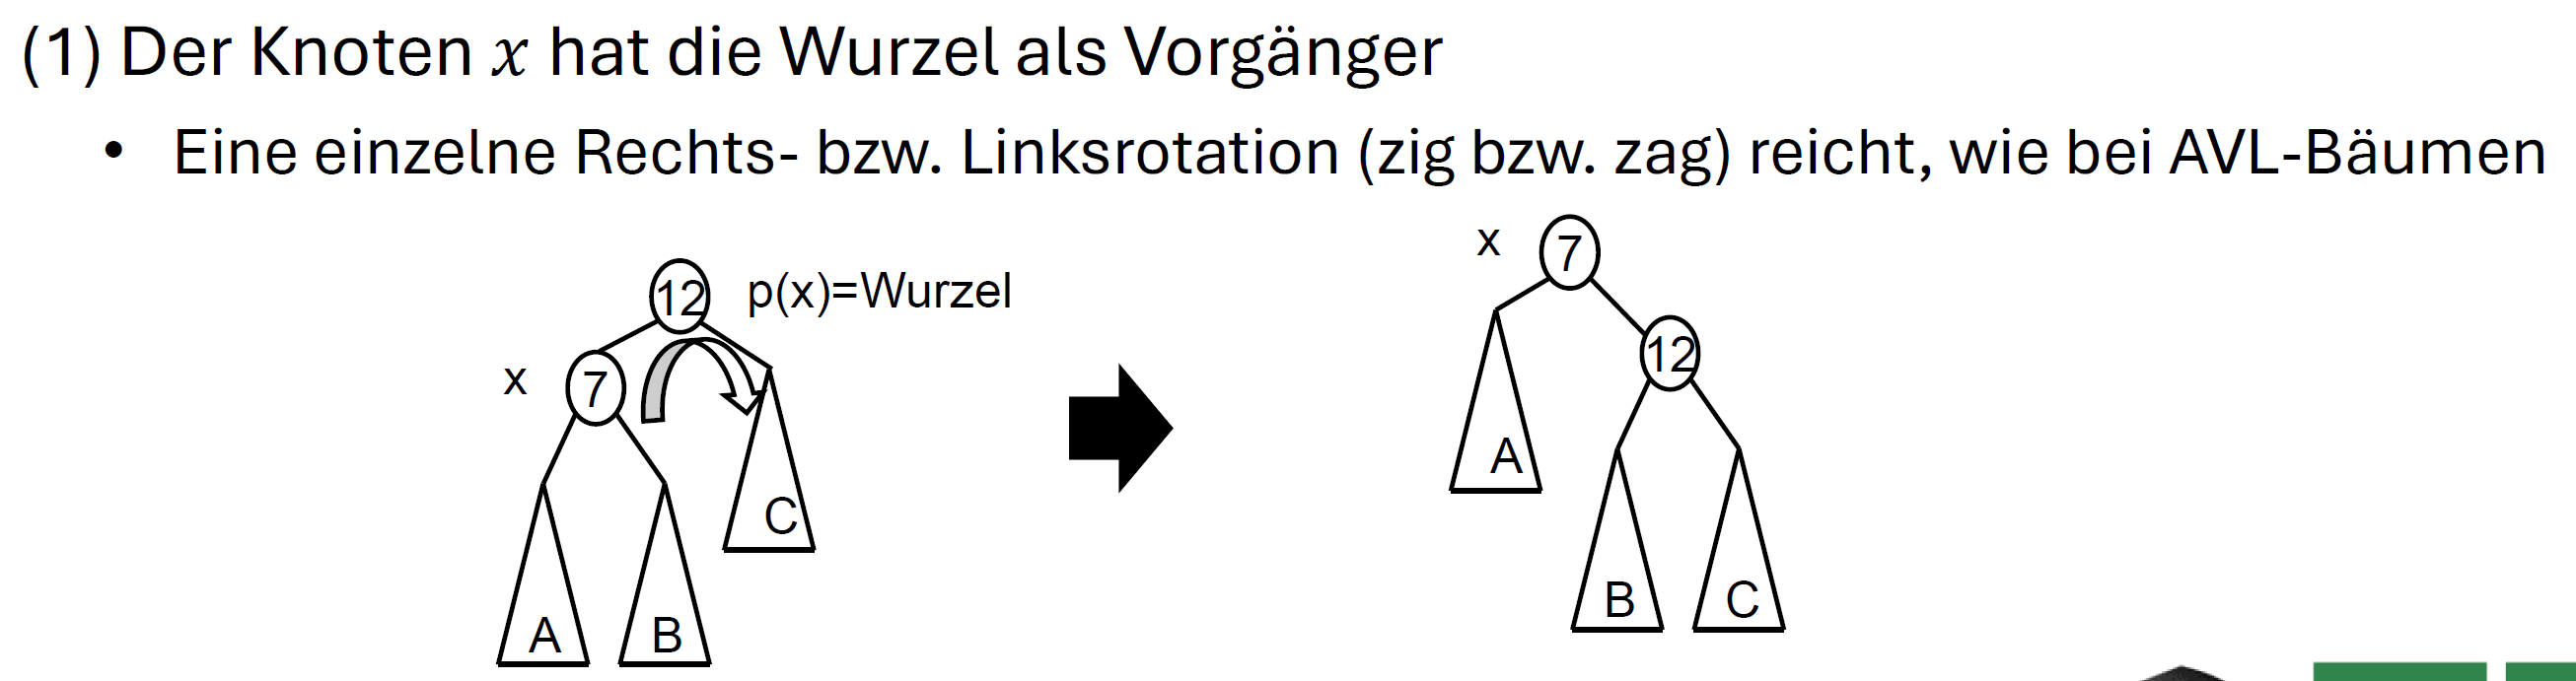 (1) Der Knoten x hat die Wurzel als Vorgänger
• Eine einzelne Rechts- bzw. Linksrotation (zig bzw. zag) reicht, wie bei AVL-Bäumen
12 p(x)=Wurzel
x 7
C
A B
x 7
12
A
B C